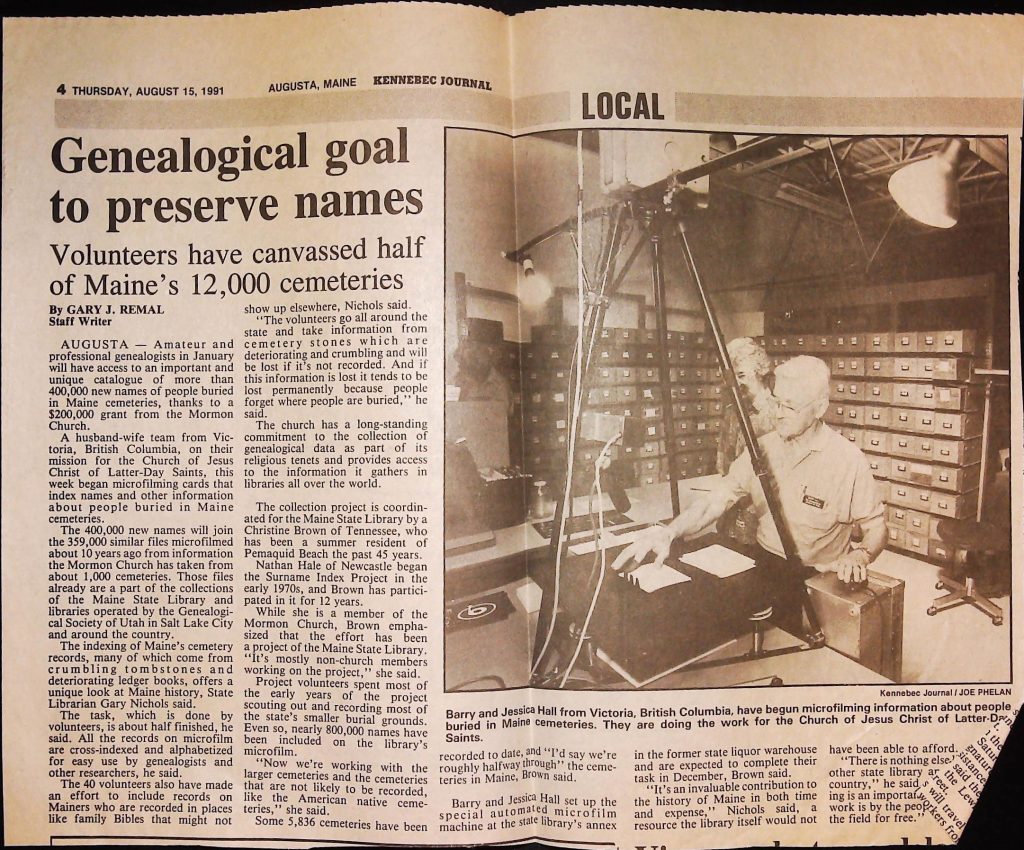 4 THURSDAY, AUGUST 15, 1991
AUGUSTA, MAINE KENNEBEC JOURNAL
LOCAL
Genealogical goal
to preserve names
Volunteers have canvassed half
of Maine's 12,000 cemeteries
By GARY J. REMAL
Staff Writer
AUGUSTA — Amateur and
professional genealogists in January
will have access to an important and
unique catalogue of more than
400,000 new names of people buried
in Maine cemeteries, thanks to a
$200,000 grant from the Mormon
Church.
A husband-wife team from Vic-
toria, British Columbia, on their
mission for the Church of Jesus
Christ of Latter-Day Saints, this
week began microfilming cards that
index names and other information
about people buried in Maine
cemeteries.
The 400,000 new names will join
the 359,000 similar files microfilmed
about 10 years ago from information
the Mormon Church has taken from
about 1,000 cemeteries. Those files
already are a part of the collections
of the Maine State Library and
libraries operated by the Genealogi-
cal Society of Utah in Salt Lake City
and around the country.
The indexing of Maine's cemetery
records, many of which come from
crumbling tombstones and
deteriorating ledger books, offers a
unique look at Maine history, State
Librarian Gary Nichols said.
The task, which is done by
volunteers, is about half finished, he
said. All the records on microfilm
are cross-indexed and alphabetized
for easy use by genealogists and
other researchers, he said.
The 40 volunteers also have made
an effort to include records on
Mainers who are recorded in places
like family Bibles that might not
show up elsewhere, Nichols said.
"The volunteers go all around the
state and take information from
cemetery stones which are
deteriorating and crumbling and will
be lost if it's not recorded. And if
this information is lost it tends to be
lost permanently because people
forget where people are buried," he
said.
The church has a long-standing
commitment to the collection of
genealogical data as part of its
religious tenets and provides access
to the information it gathers in
libraries all over the world.
The collection project is coordin-
ated for the Maine State Library by a
Christine Brown of Tennessee, who
has been a summer resident of
Pemaquid Beach the past 45 years.
Nathan Hale of Newcastle began
the Surname Index Project in the
early 1970s, and Brown has partici-
pated in it for 12 years.
While she is a member of the
Mormon Church, Brown empha-
sized that the effort has been
a project of the Maine State Library.
"It's mostly non-church members
working on the project," she said.
Project volunteers spent most of
the early years of the project
scouting out and recording most of
the state's smaller burial grounds.
Even so, nearly 800,000 names have
been included on the library's
microfilm.
"Now we're working with the
larger cemeteries and the cemeteries
that are not likely to be recorded,
like the American native ceme-
teries," she said.
Some 5,836 cemeteries have been
Kennebec Journal / JOE PHELAN
Barry and Jessica Hall from Victoria, British Columbia, have begun microfilming information about people
buried in Maine cemeteries. They are doing the work for the Church of Jesus Christ of Latter-Day
Saints.
recorded to date, and "I'd say we're
roughly halfway through" the ceme-
teries in Maine, Brown said.
Barry and Jessica Hall set up the
special automated microfilm
machine at the state library's annex
in the former state liquor warehouse
and are expected to complete their
task in December, Brown said.
"It's an invaluable contribution to
the history of Maine in both time
and expense," Nichols said, a
resource the library itself would not
have been able to afford.
"There is nothing else
other state library
country," he said.
ing is an important
work is by the people
the field for free."
said the
the Lew
will travel
workers from